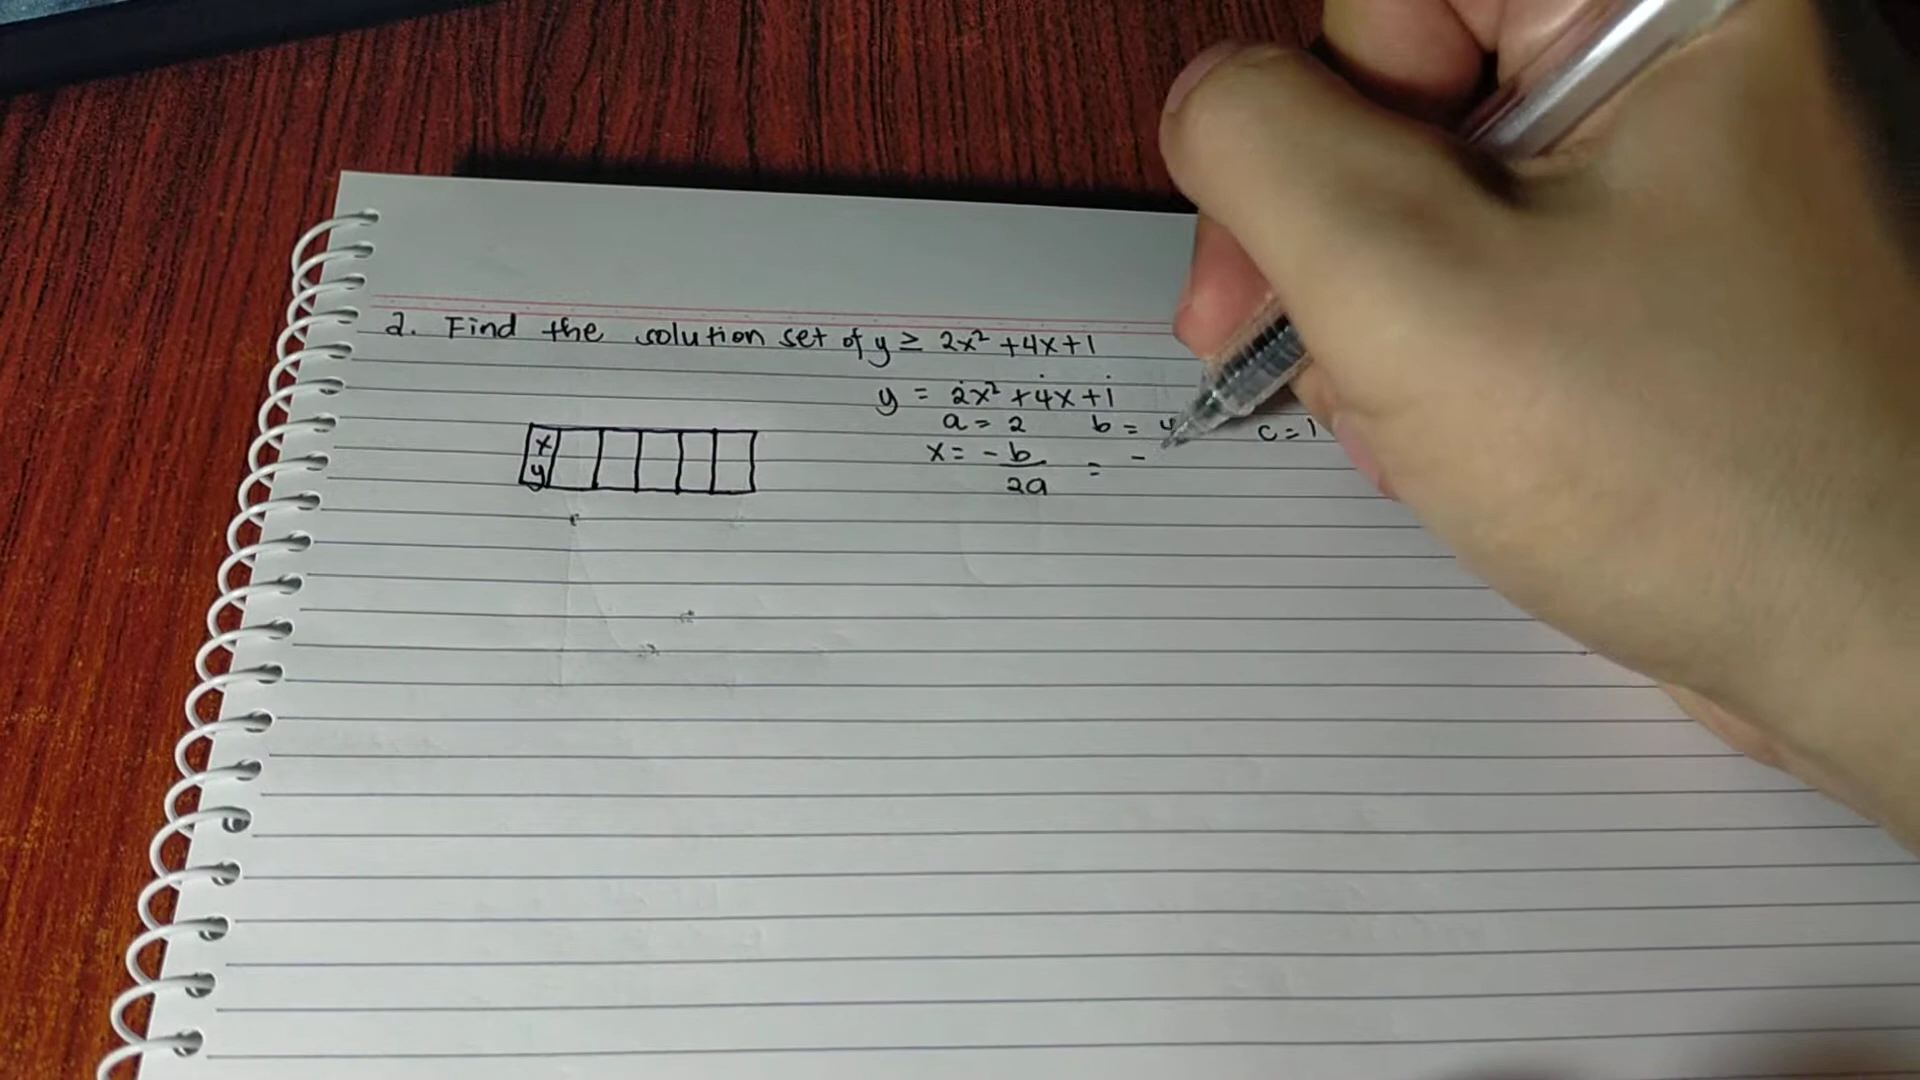 2. Find the solution set of y ≥ 2x² + 4x + 1
y = 2x² + 4x + 1
a = 2 b = 4 c = 1
x
y
x = -b/2a = -